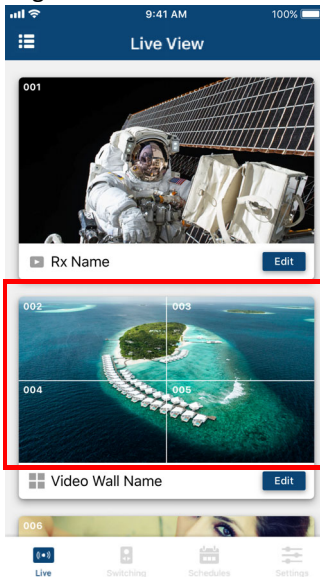 9:41 AM 100%
Live View
001
Rx Name Edit
002 003
004 005
Video Wall Name Edit
006
Live Switching Schedules Settings